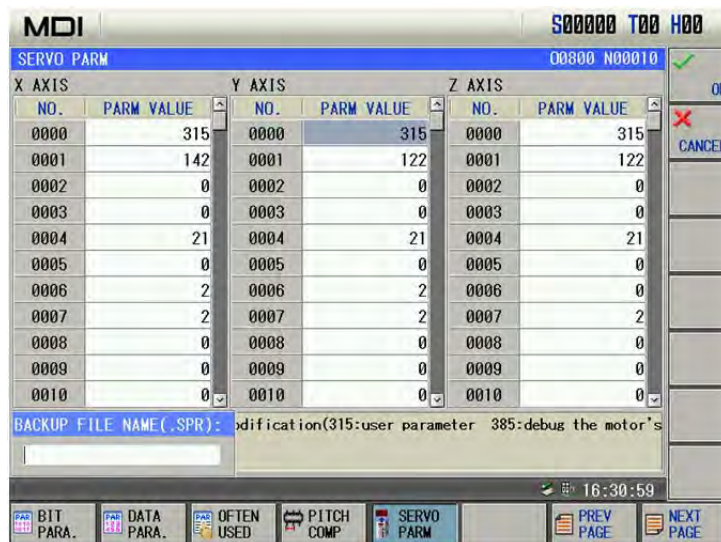 MDI S00000 T00 H00
SERVO PARM O0800 N00010
X AXIS Y AXIS Z AXIS
NO. PARM VALUE NO. PARM VALUE NO. PARM VALUE
0000 315 0000 315 0000 315
0001 142 0001 122 0001 122
0002 0 0002 0 0002 0
0003 0 0003 0 0003 0
0004 21 0004 21 0004 21
0005 0 0005 0 0005 0
0006 2 0006 2 0006 0
0007 2 0007 2 0007 2
0008 0 0008 0 0008 0
0009 0 0009 0 0009 0
0010 0 0010 0 0010 0
CANCEL
BACKUP FILE NAME(.SPR): dification(315:user parameter 385:debug the motor's
16:30:59
PAR BIT PARA. PAR DATA PARA. PAR OFTEN USED PITCH COMP SERVO PARM PREV PAGE NEXT PAGE